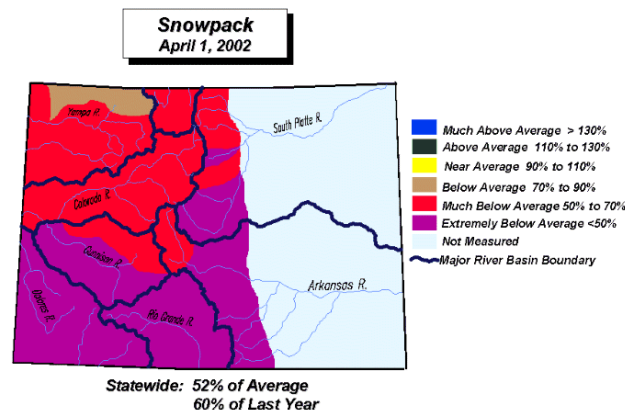 Snowpack
April 1, 2002
Yampa R.
South Platte R.
Colorado R.
Gunnison R.
Dolores R.
Rio Grande R.
Arkansas R.
Much Above Average > 130%
Above Average 110% to 130%
Near Average 90% to 110%
Below Average 70% to 90%
Much Below Average 50% to 70%
Extremely Below Average <50%
Not Measured
Major River Basin Boundary
Statewide: 52% of Average
60% of Last Year